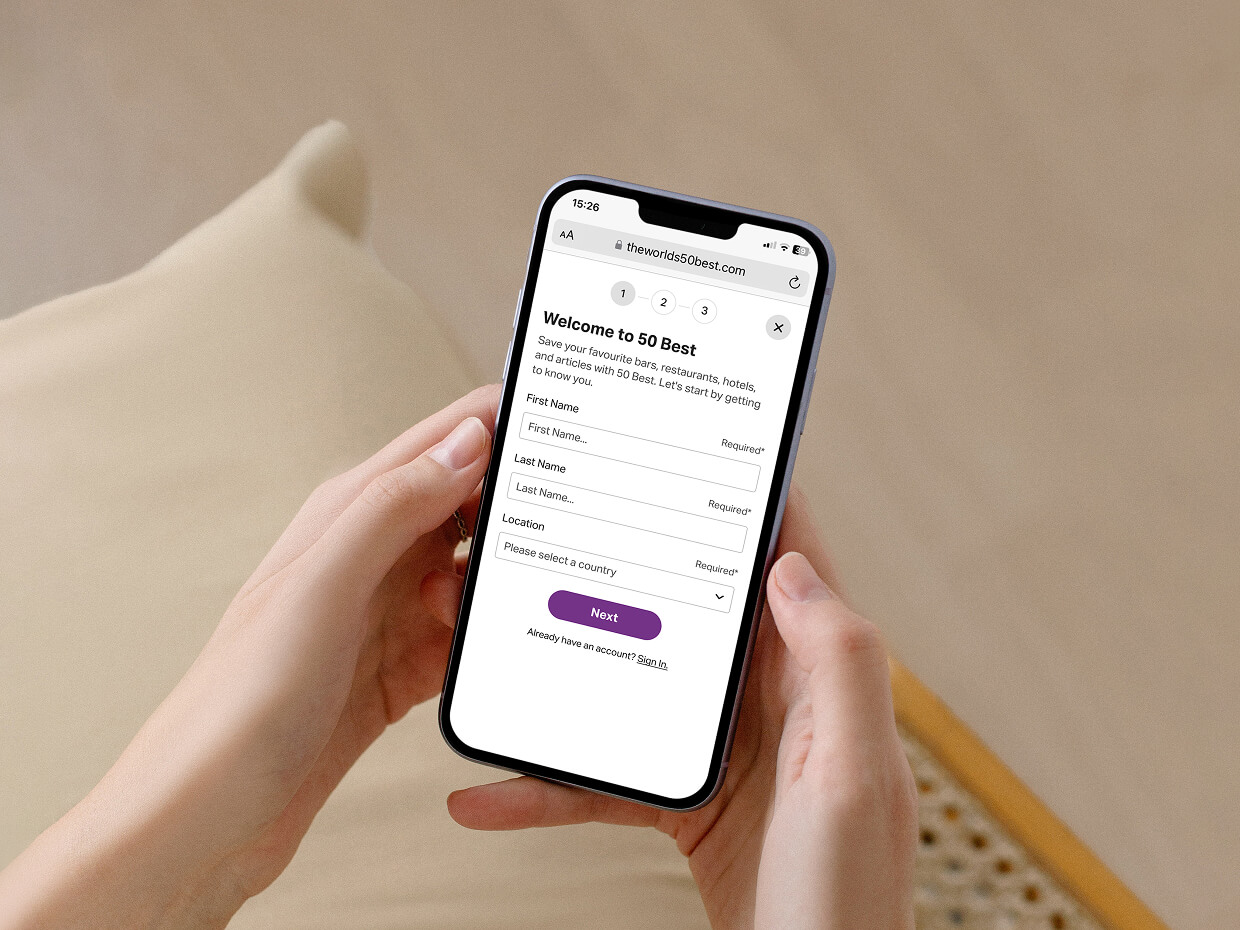 15:26
30
AA theworlds50best.com
1 2 3
Welcome to 50 Best
Save your favourite bars, restaurants, hotels,
and articles with 50 Best. Let's start by getting
to know you.
First Name
Required*
First Name...
Last Name
Required*
Last Name...
Location
Required*
Please select a country
Next
Already have an account? Sign In.